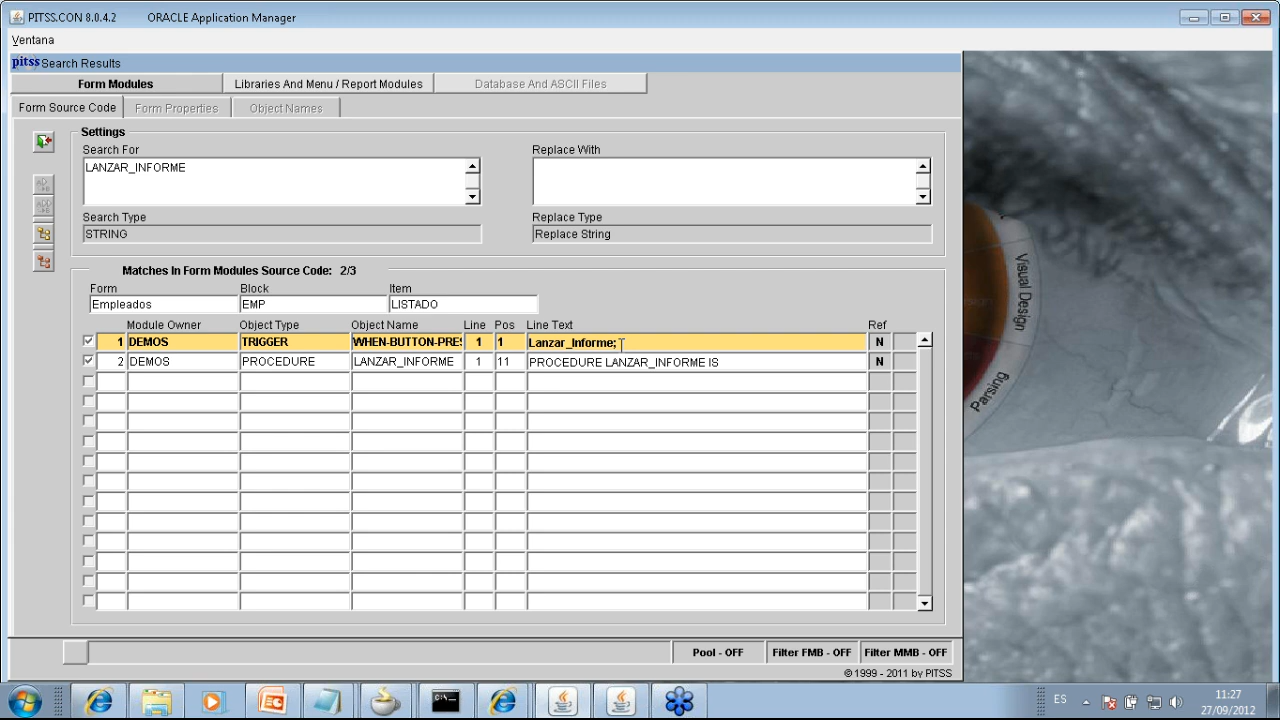 PITSS.CON 8.0.4.2 ORACLE Application Manager
Ventana
pitss Search Results
Form Modules Libraries And Menu / Report Modules Database And ASCII Files
Form Source Code Form Properties Object Names
Settings
Search For Replace With
LANZAR_INFORME
Search Type Replace Type
STRING Replace String
Matches In Form Modules Source Code: 2/3
Form Block Item
Empleados EMP LISTADO
Module Owner Object Type Object Name Line Pos Line Text Ref
1 DEMOS TRIGGER WHEN-BUTTON-PRES 1 1 Lanzar_Informe; N
2 DEMOS PROCEDURE LANZAR_INFORME 1 11 PROCEDURE LANZAR_INFORME IS N
Visual Design
Parsing
Pool - OFF Filter FMB - OFF Filter MMB - OFF
© 1999 - 2011 by PITSS
ES 11:27
27/09/2012